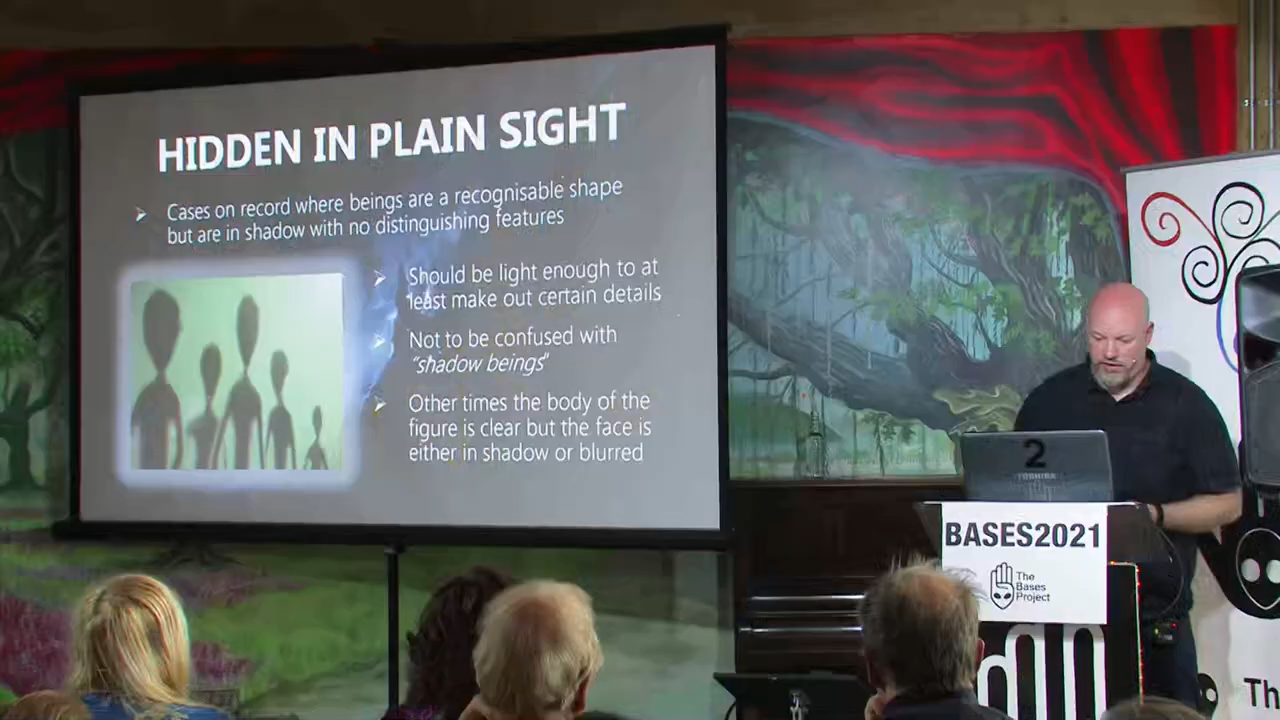 HIDDEN IN PLAIN SIGHT
Cases on record where beings are a recognisable shape
but are in shadow with no distinguishing features
Should be light enough to at
least make out certain details
Not to be confused with
“shadow beings”
Other times the body of the
figure is clear but the face is
either in shadow or blurred
2
TOSHIBA
BASES2021
The
Bases
Project
Th